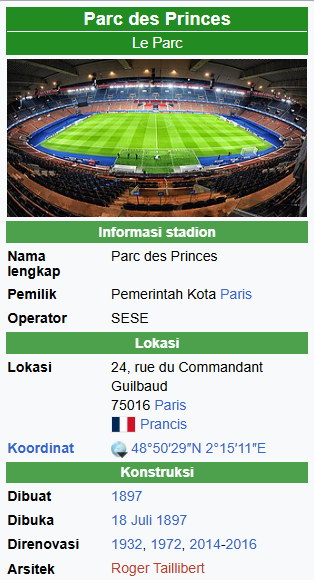 Parc des Princes
Le Parc
Informasi stadion
Nama lengkap Parc des Princes
Pemilik Pemerintah Kota Paris
Operator SESE
Lokasi
Lokasi 24, rue du Commandant
Guilbaud
75016 Paris
Prancis
Koordinat 48°50′29″N 2°15′11″E
Konstruksi
Dibuat 1897
Dibuka 18 Juli 1897
Direnovasi 1932, 1972, 2014-2016
Arsitek Roger Taillibert